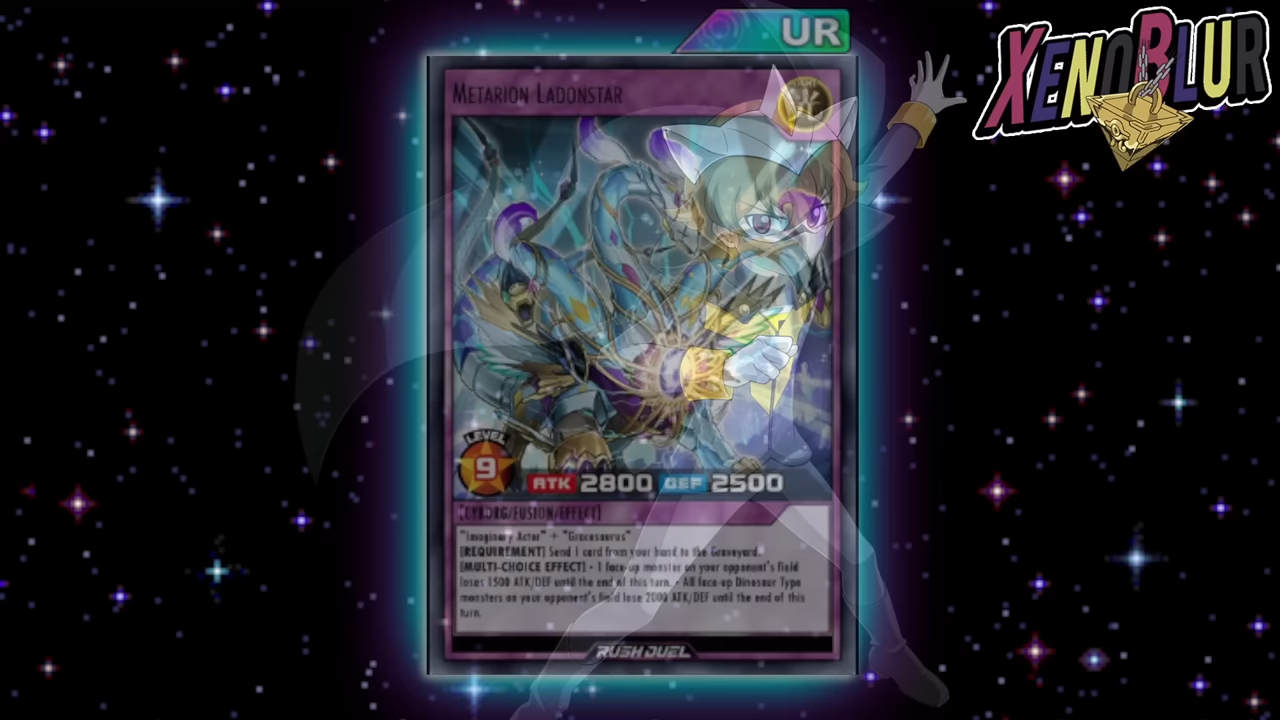 UR
XENOBLUR
METARION LADONSTAR
LIGHT
LEVEL
9
ATK 2800 DEF 2500
[CYBORG/FUSION/EFFECT]
"Imaginary Actor" + "Gracesaurus"
[REQUIREMENT] Send 1 card from your hand to the Graveyard.
[MULTI-CHOICE EFFECT] - 1 face-up monster on your opponent's field
loses 1500 ATK/DEF until the end of this turn. - All face-up Dinosaur Type
monsters on your opponent's field lose 2000 ATK/DEF until the end of this
turn.
RUSH DUEL